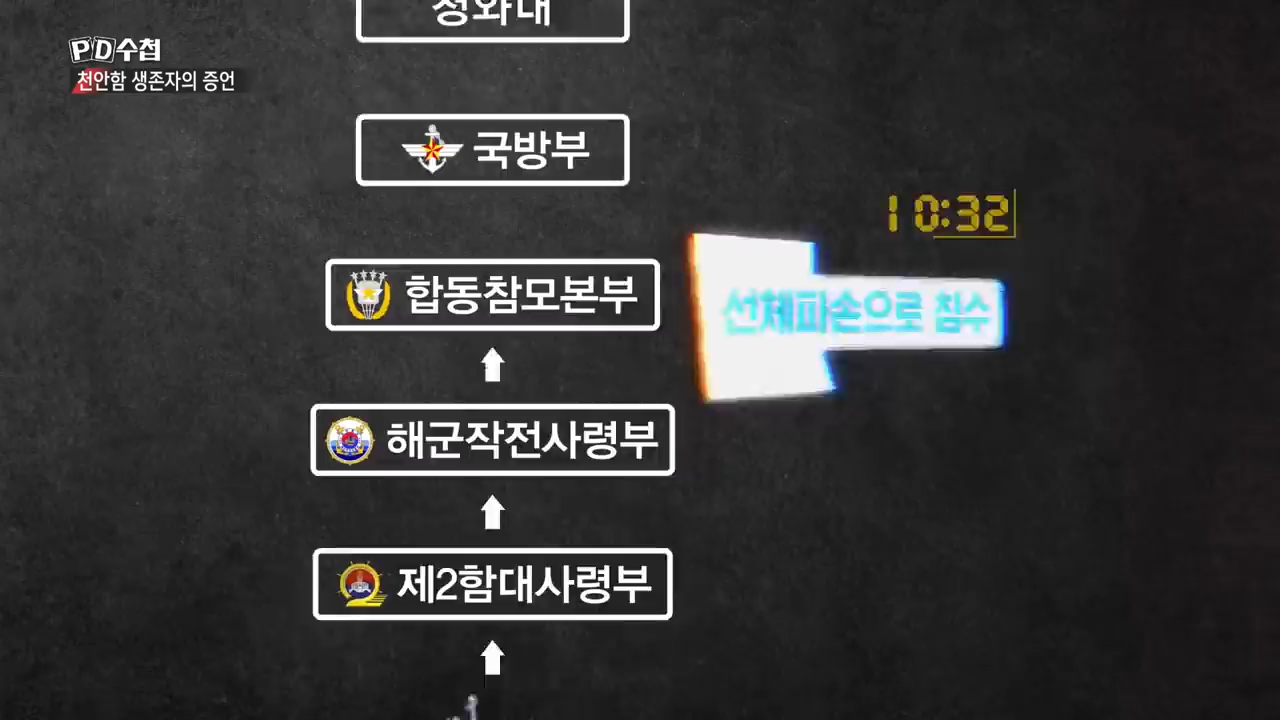 청와대
PD수첩
천안함 생존자의 증언
국방부
10:32
합동참모본부
선체파손으로 침수
해군작전사령부
제2함대사령부